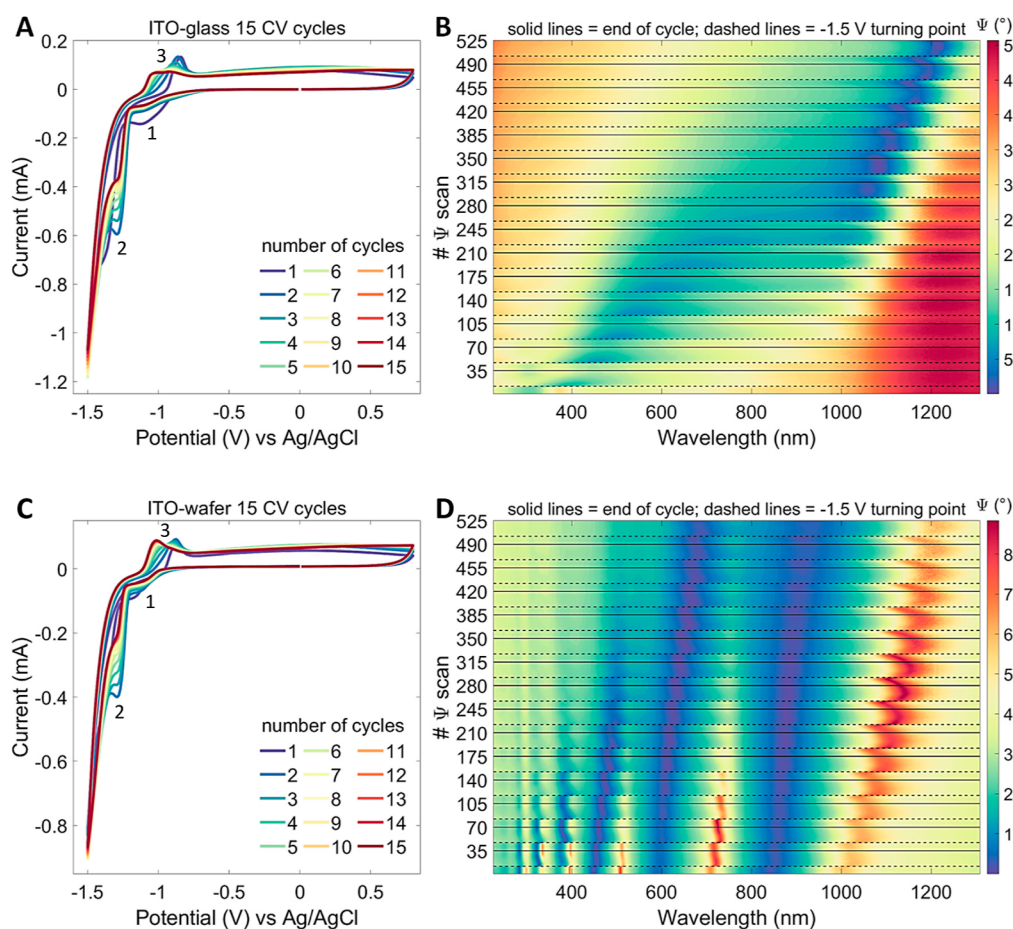 A
ITO-glass 15 CV cycles
0.2
0
-0.2
-0.4
-0.6
-0.8
-1
-1.2
Current (mA)
1
2
3
number of cycles
1 6 11
2 7 12
3 8 13
4 9 14
5 10 15
-1.5 -1 -0.5 0 0.5
Potential (V) vs Ag/AgCl
B
solid lines = end of cycle; dashed lines = -1.5 V turning point Ψ (°)
525
490
455
420
385
350
315
280
245
210
175
140
105
70
35
# Ψ scan
400 600 800 1000 1200
Wavelength (nm)
5
4
4
3
3
2
2
1
1
5
C
ITO-wafer 15 CV cycles
0
-0.2
-0.4
-0.6
-0.8
Current (mA)
3
1
2
number of cycles
1 6 11
2 7 12
3 8 13
4 9 14
5 10 15
-1.5 -1 -0.5 0 0.5
Potential (V) vs Ag/AgCl
D
solid lines = end of cycle; dashed lines = -1.5 V turning point Ψ (°)
525
490
455
420
385
350
315
280
245
210
175
140
105
70
35
# Ψ scan
400 600 800 1000 1200
Wavelength (nm)
9
8
7
6
5
4
3
2
1